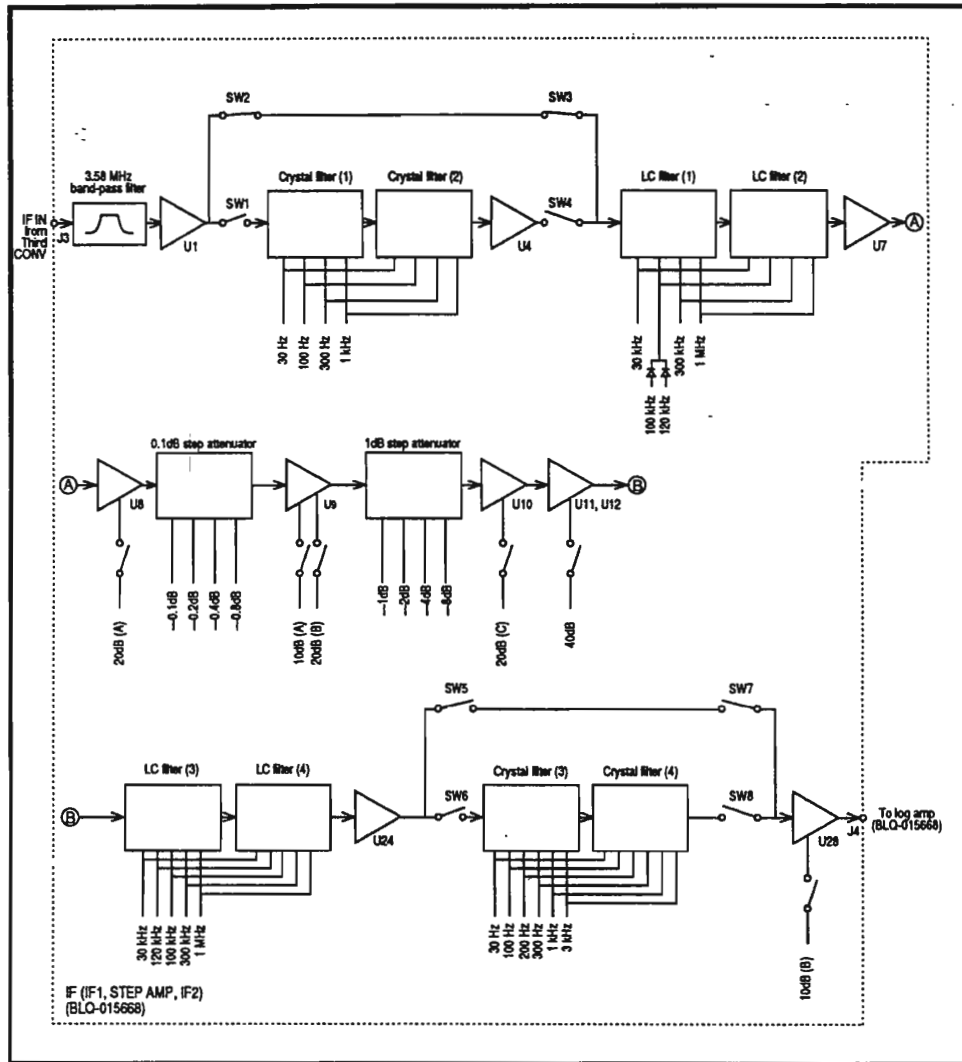 SW2
SW3
3.58 MHz
band-pass filter
Crystal filter (1)
Crystal filter (2)
LC filter (1)
LC filter (2)
IF IN
from
Third
CONV
J3
U1
SW1
U4
SW4
U7
A
30 Hz
100 Hz
300 Hz
1 kHz
30 kHz
100 kHz
120 kHz
300 kHz
1 MHz
0.1dB step attenuator
1dB step attenuator
A
U8
U9
U10
U11, U12
B
20dB (A)
—0.1dB
—0.2dB
—0.4dB
—0.8dB
10dB (A)
20dB (B)
—1dB
—2dB
—4dB
—8dB
20dB (C)
40dB
SW5
SW7
LC filter (3)
LC filter (4)
Crystal filter (3)
Crystal filter (4)
B
U24
SW6
SW8
U28
J4
To log amp
(BLQ-015668)
30 kHz
120 kHz
100 kHz
300 kHz
1 MHz
30 Hz
100 Hz
200 Hz
300 Hz
1 kHz
3 kHz
10dB (B)
IF (IF1, STEP AMP, IF2)
(BLQ-015668)